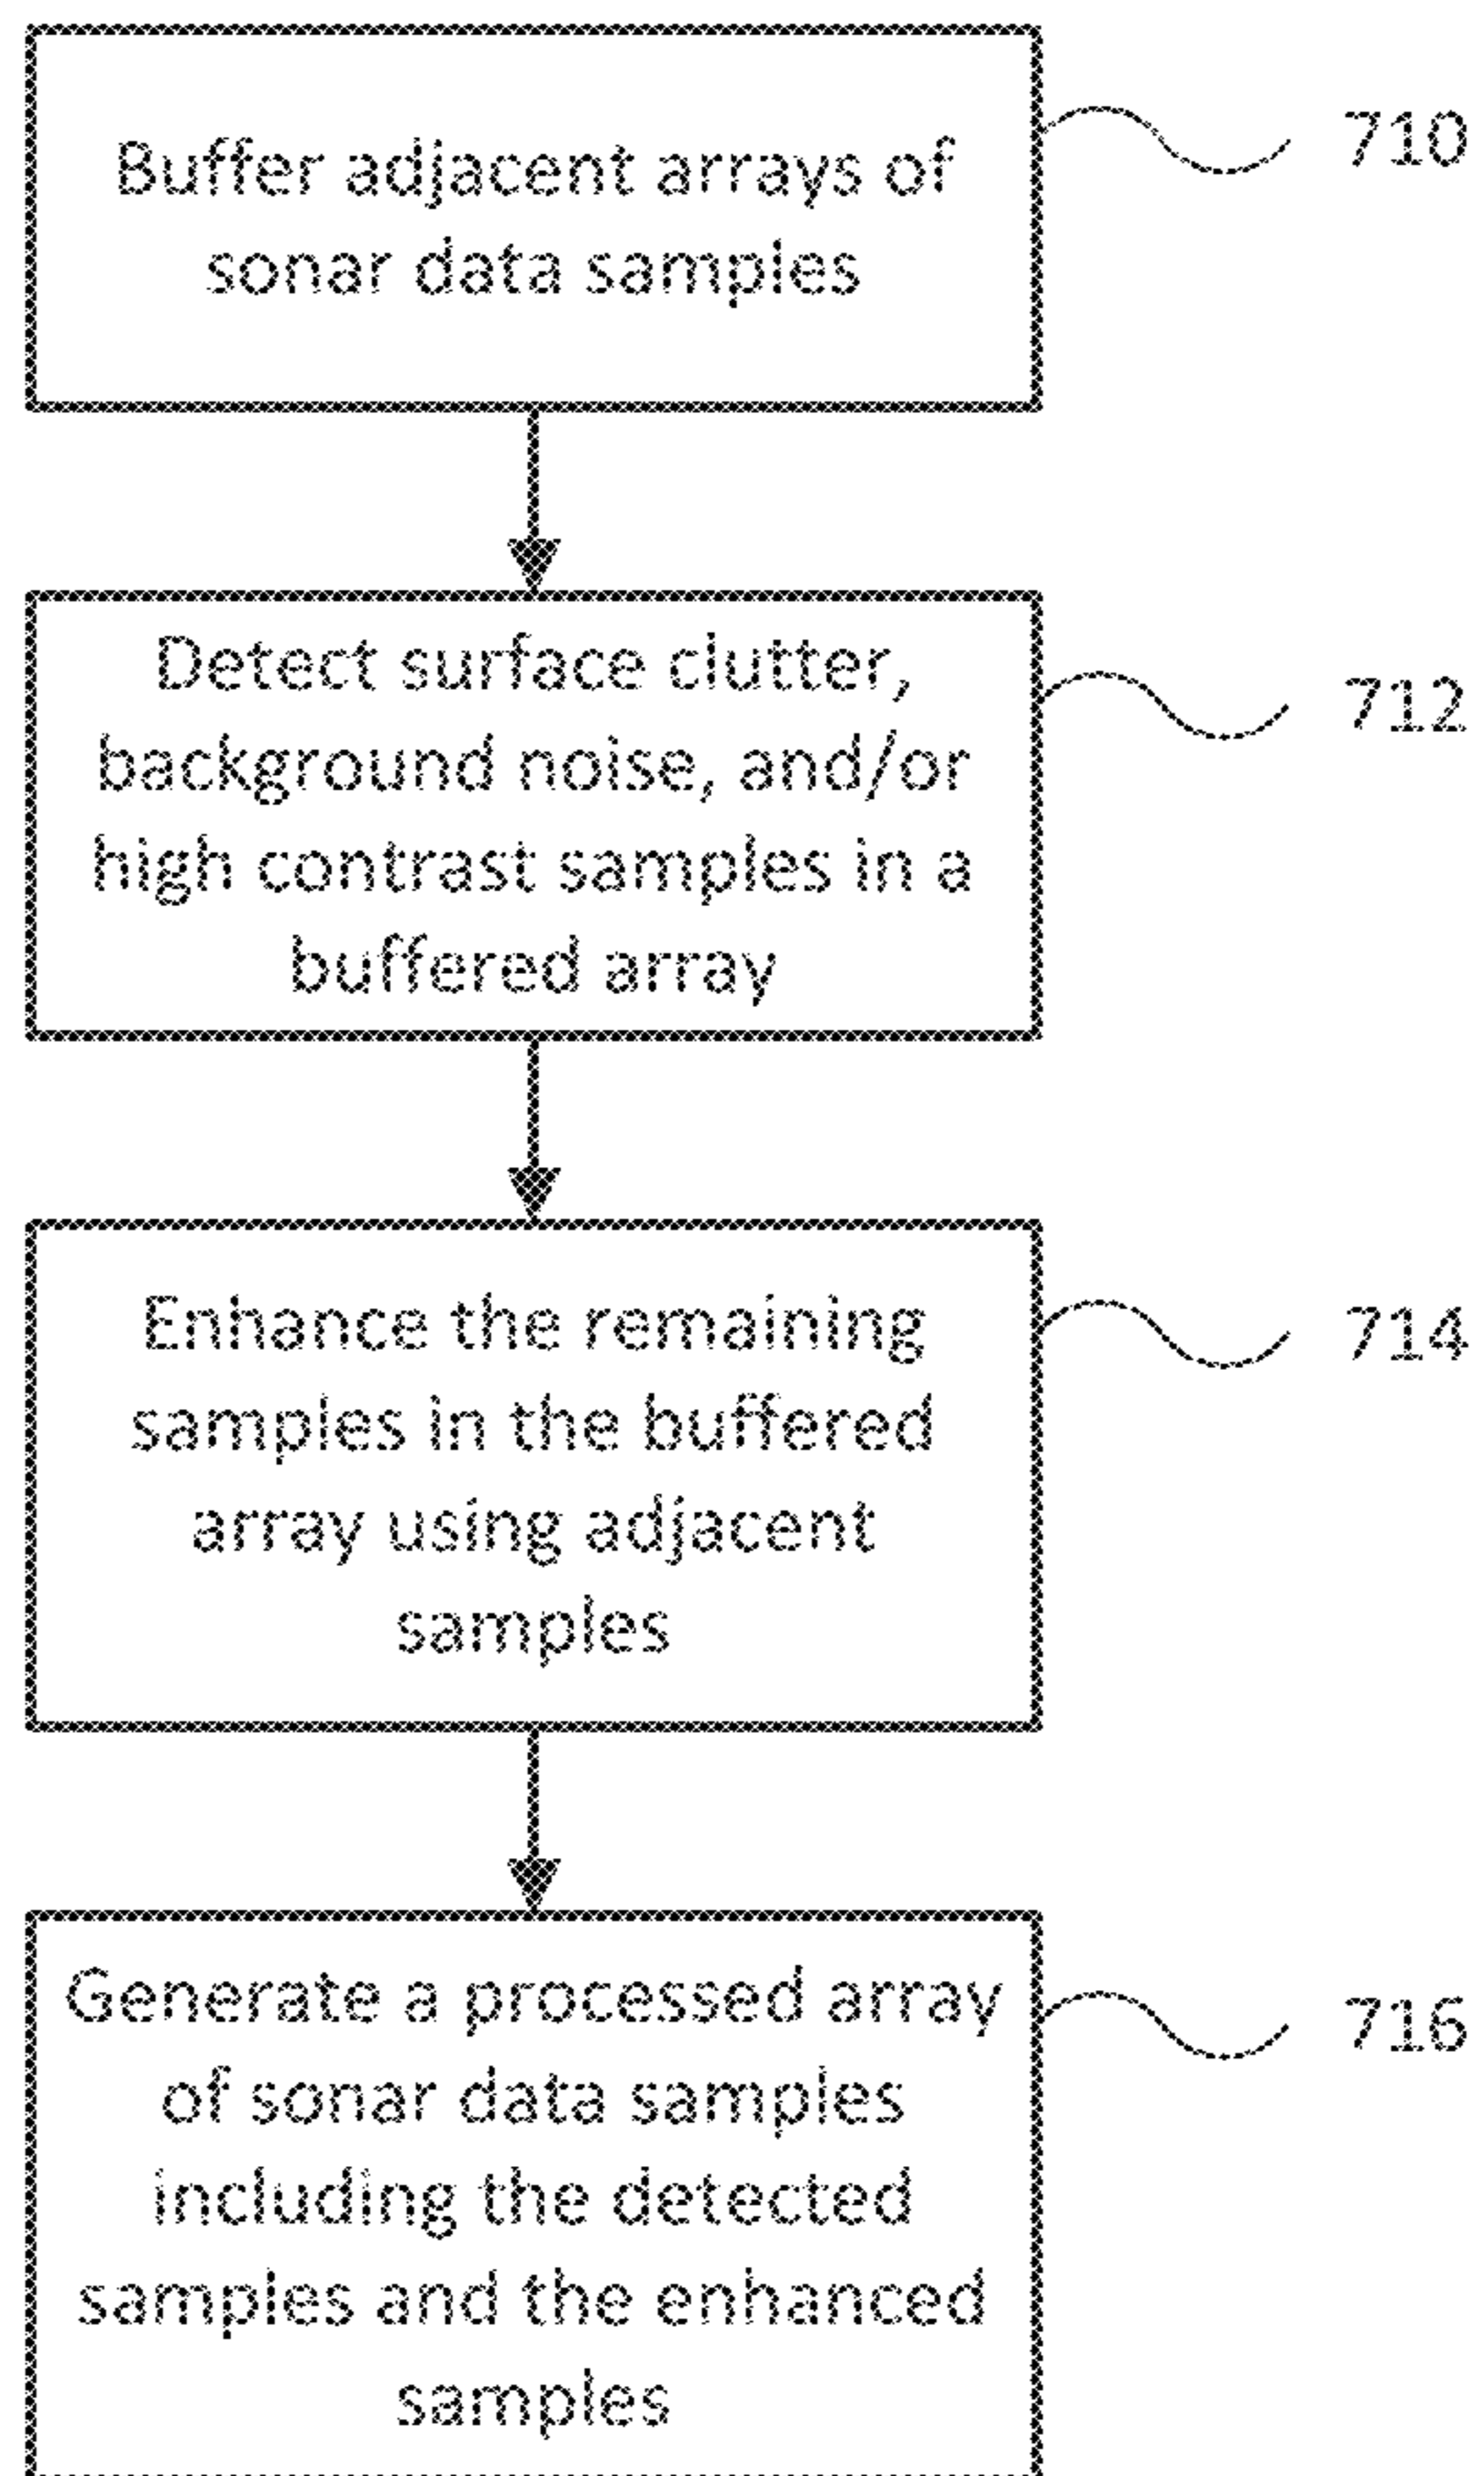 Buffer adjacent arrays of
sonar data samples
710
Detect surface clutter,
background noise, and/or
high contrast samples in a
buffered array
712
Enhance the remaining
samples in the buffered
array using adjacent
samples
714
Generate a processed array
of sonar data samples
including the detected
samples and the enhanced
samples
716